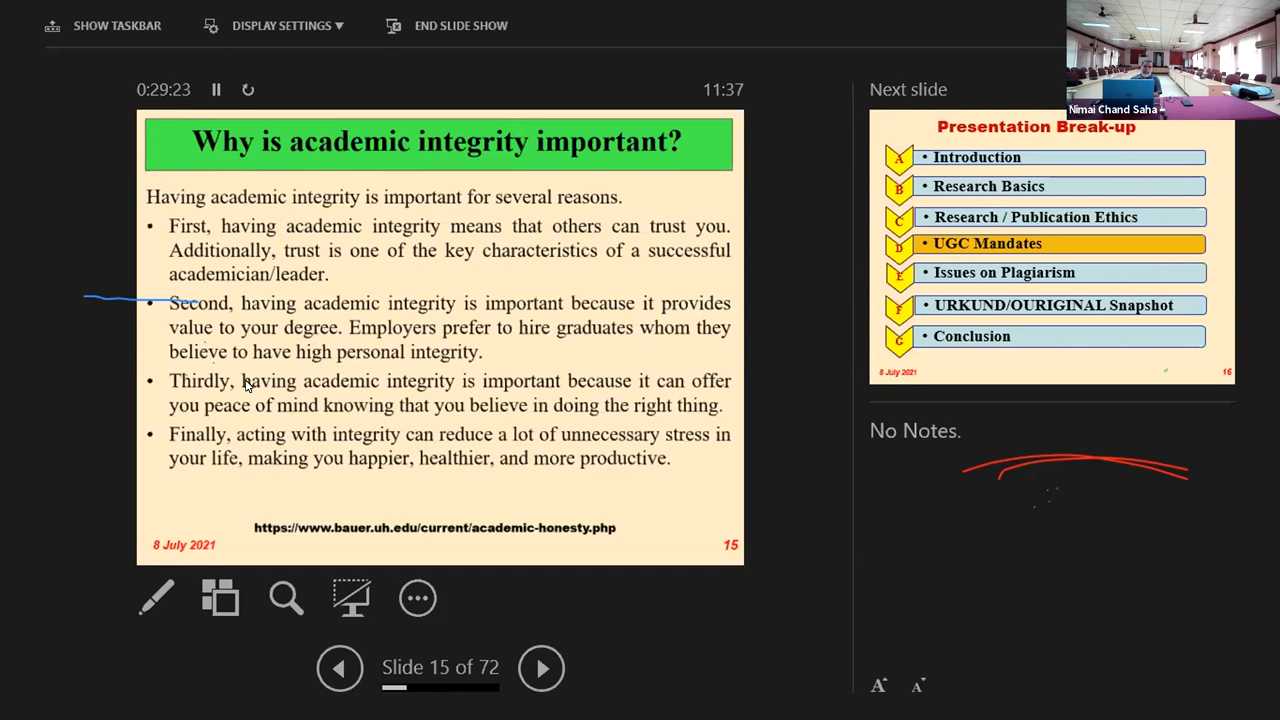 SHOW TASKBAR
DISPLAY SETTINGS ▼
END SLIDE SHOW
0:29:23
11:37
Why is academic integrity important?
Having academic integrity is important for several reasons.
• First, having academic integrity means that others can trust you.
Additionally, trust is one of the key characteristics of a successful
academician/leader.
• Second, having academic integrity is important because it provides
value to your degree. Employers prefer to hire graduates whom they
believe to have high personal integrity.
• Thirdly, having academic integrity is important because it can offer
you peace of mind knowing that you believe in doing the right thing.
• Finally, acting with integrity can reduce a lot of unnecessary stress in
your life, making you happier, healthier, and more productive.
https://www.bauer.uh.edu/current/academic-honesty.php
8 July 2021
15
Slide 15 of 72
Nimai Chand Saha –
Next slide
Presentation Break-up
A • Introduction
B • Research Basics
C • Research / Publication Ethics
D • UGC Mandates
E • Issues on Plagiarism
F • URKUND/OURIGINAL Snapshot
G • Conclusion
8 July 2021
16
No Notes.
A A